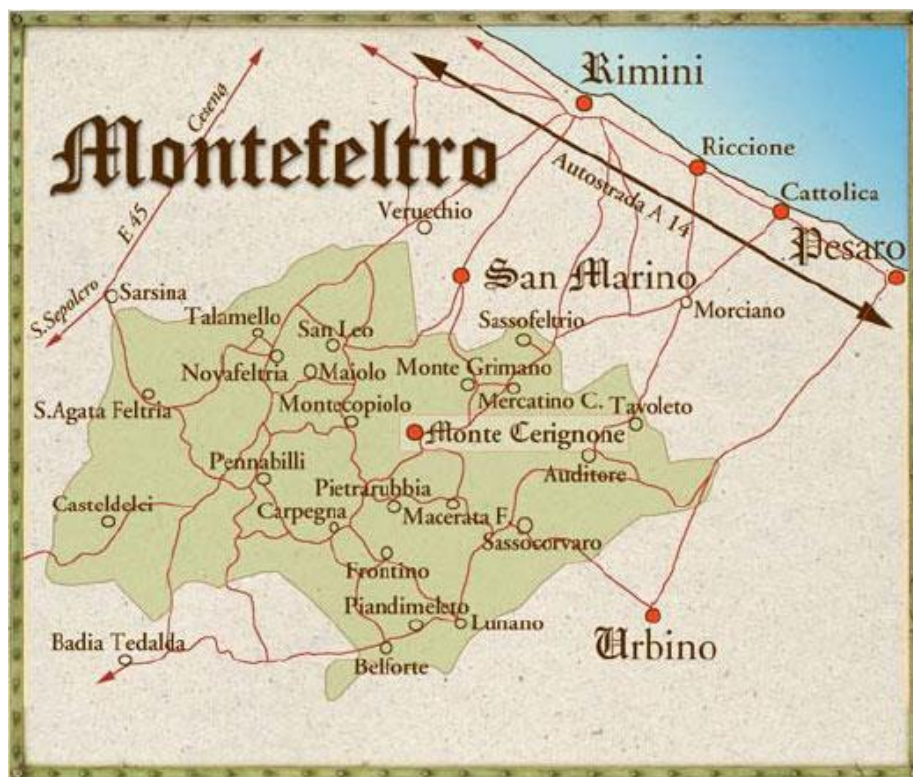 Rimini
Cesena
Montefeltro
Riccione
Autostrada A 14
Cattolica
Verucchio
E 45
Pesaro
San Marino
S.Sepolcro
Sarsina
Morciano
Talamello
San Leo
Sassofeltrio
Novafeltria
Maiolo
Monte Grimano
S.Agata Feltria
Montecopiolo
Mercatino C.
Tavoleto
Monte Cerignone
Pennabilli
Auditore
Pietrarubbia
Casteldelci
Carpegna
Macerata F
Sassocorvaro
Frontino
Piandimeleto
Lunano
Badia Tedalda
Urbino
Belforte